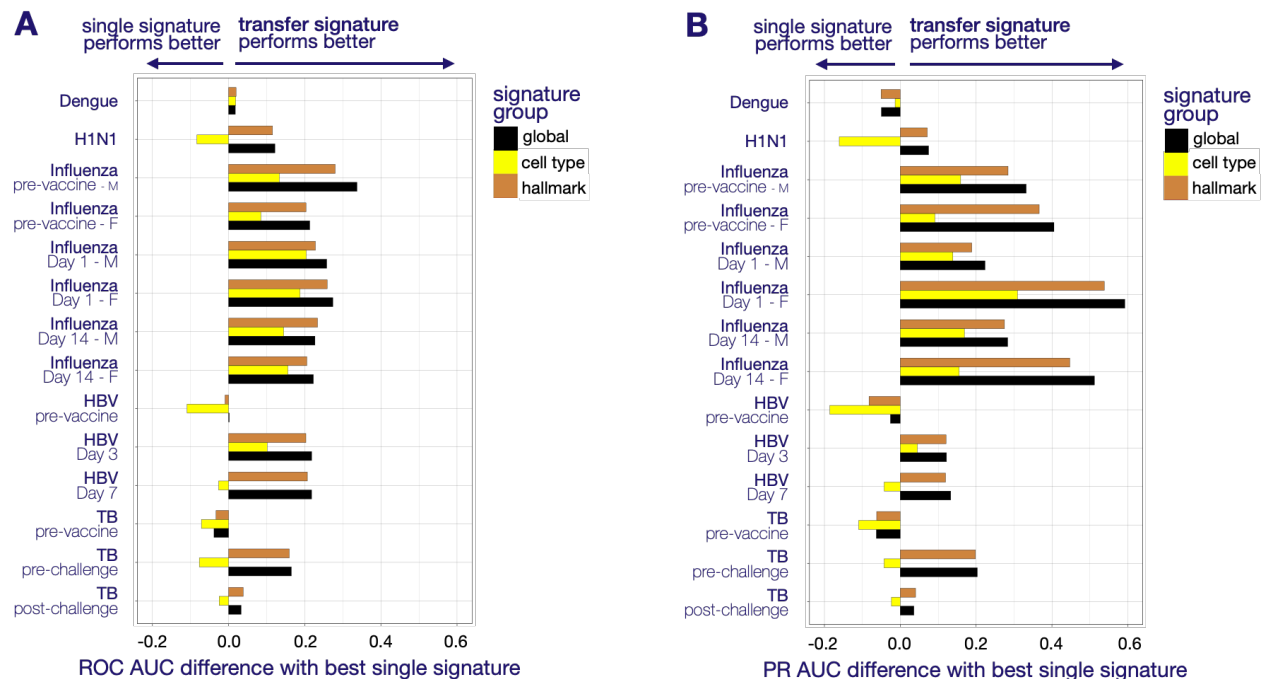 A
single signature
performs better
transfer signature
performs better
Dengue
H1N1
Influenza
pre-vaccine - M
Influenza
pre-vaccine - F
Influenza
Day 1 - M
Influenza
Day 1 - F
Influenza
Day 14 - M
Influenza
Day 14 - F
HBV
pre-vaccine
HBV
Day 3
HBV
Day 7
TB
pre-vaccine
TB
pre-challenge
TB
post-challenge
-0.2 0.0 0.2 0.4 0.6
ROC AUC difference with best single signature
signature
group
global
cell type
hallmark
B
single signature
performs better
transfer signature
performs better
Dengue
H1N1
Influenza
pre-vaccine - M
Influenza
pre-vaccine - F
Influenza
Day 1 - M
Influenza
Day 1 - F
Influenza
Day 14 - M
Influenza
Day 14 - F
HBV
pre-vaccine
HBV
Day 3
HBV
Day 7
TB
pre-vaccine
TB
pre-challenge
TB
post-challenge
-0.2 0.0 0.2 0.4 0.6
PR AUC difference with best single signature
signature
group
global
cell type
hallmark